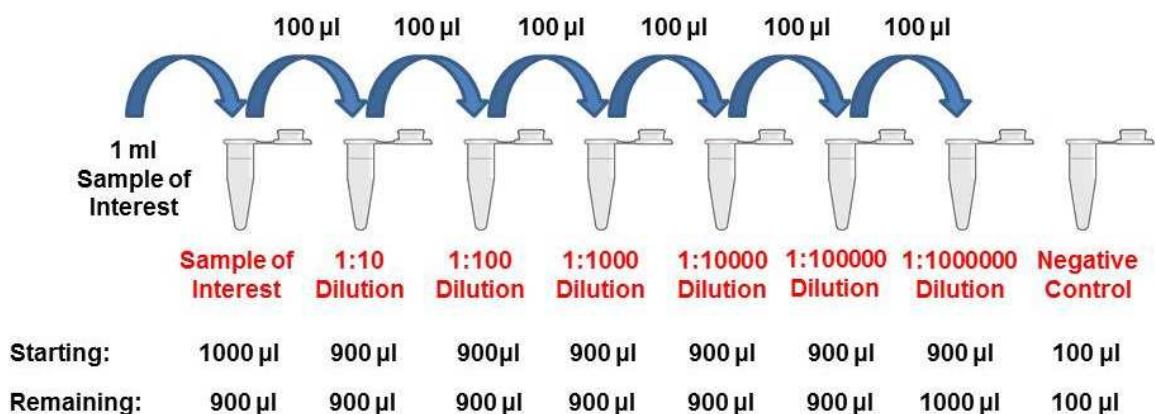 100 µl 100 µl 100 µl 100 µl 100 µl 100 µl
1 ml
Sample of
Interest
Sample of Interest
1:10 Dilution
1:100 Dilution
1:1000 Dilution
1:10000 Dilution
1:100000 Dilution
1:1000000 Dilution
Negative Control
Starting: 1000 µl 900 µl 900µl 900 µl 900 µl 900 µl 900 µl 100 µl
Remaining: 900 µl 900 µl 900 µl 900 µl 900 µl 900 µl 1000 µl 100 µl